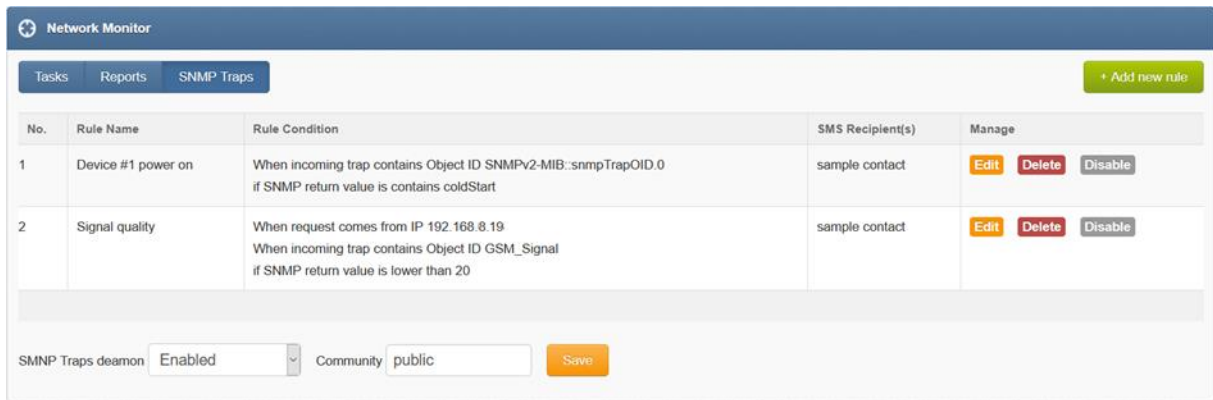 Network Monitor
Tasks Reports SNMP Traps + Add new rule
No. Rule Name Rule Condition SMS Recipient(s) Manage
1 Device #1 power on When incoming trap contains Object ID SNMPv2-MIB::snmpTrapOID.0 sample contact Edit Delete Disable
if SNMP return value is contains coldStart
2 Signal quality When request comes from IP 192.168.8.19 sample contact Edit Delete Disable
When incoming trap contains Object ID GSM_Signal
if SNMP return value is lower than 20
SMNP Traps deamon Enabled Community public Save